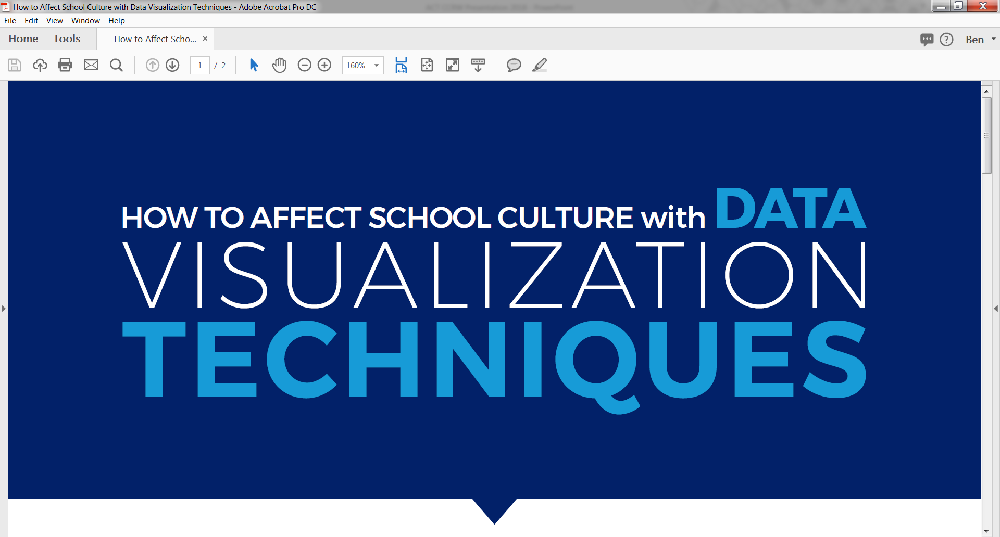 How to Affect School Culture with Data Visualization Techniques - Adobe Acrobat Pro DC
File Edit View Window Help
Home Tools How to Affect Scho... × Ben
1 / 2 160%
HOW TO AFFECT SCHOOL CULTURE with DATA
VISUALIZATION
TECHNIQUES